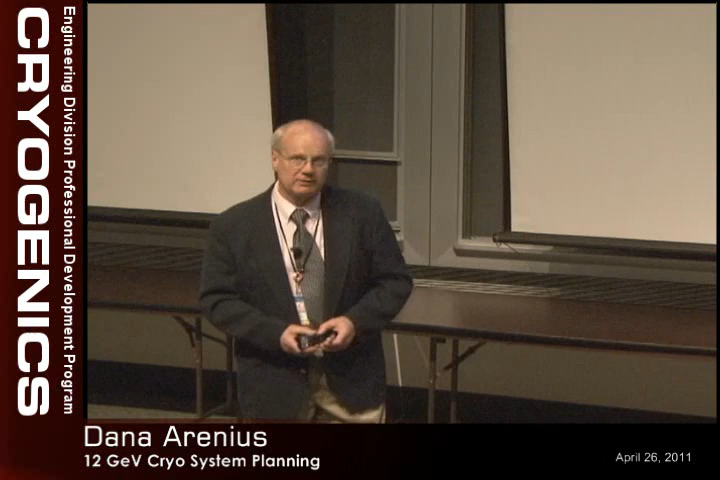 CRYOGENICS
Engineering Division Professional Development Program
Dana Arenius
12 GeV Cryo System Planning
April 26, 2011